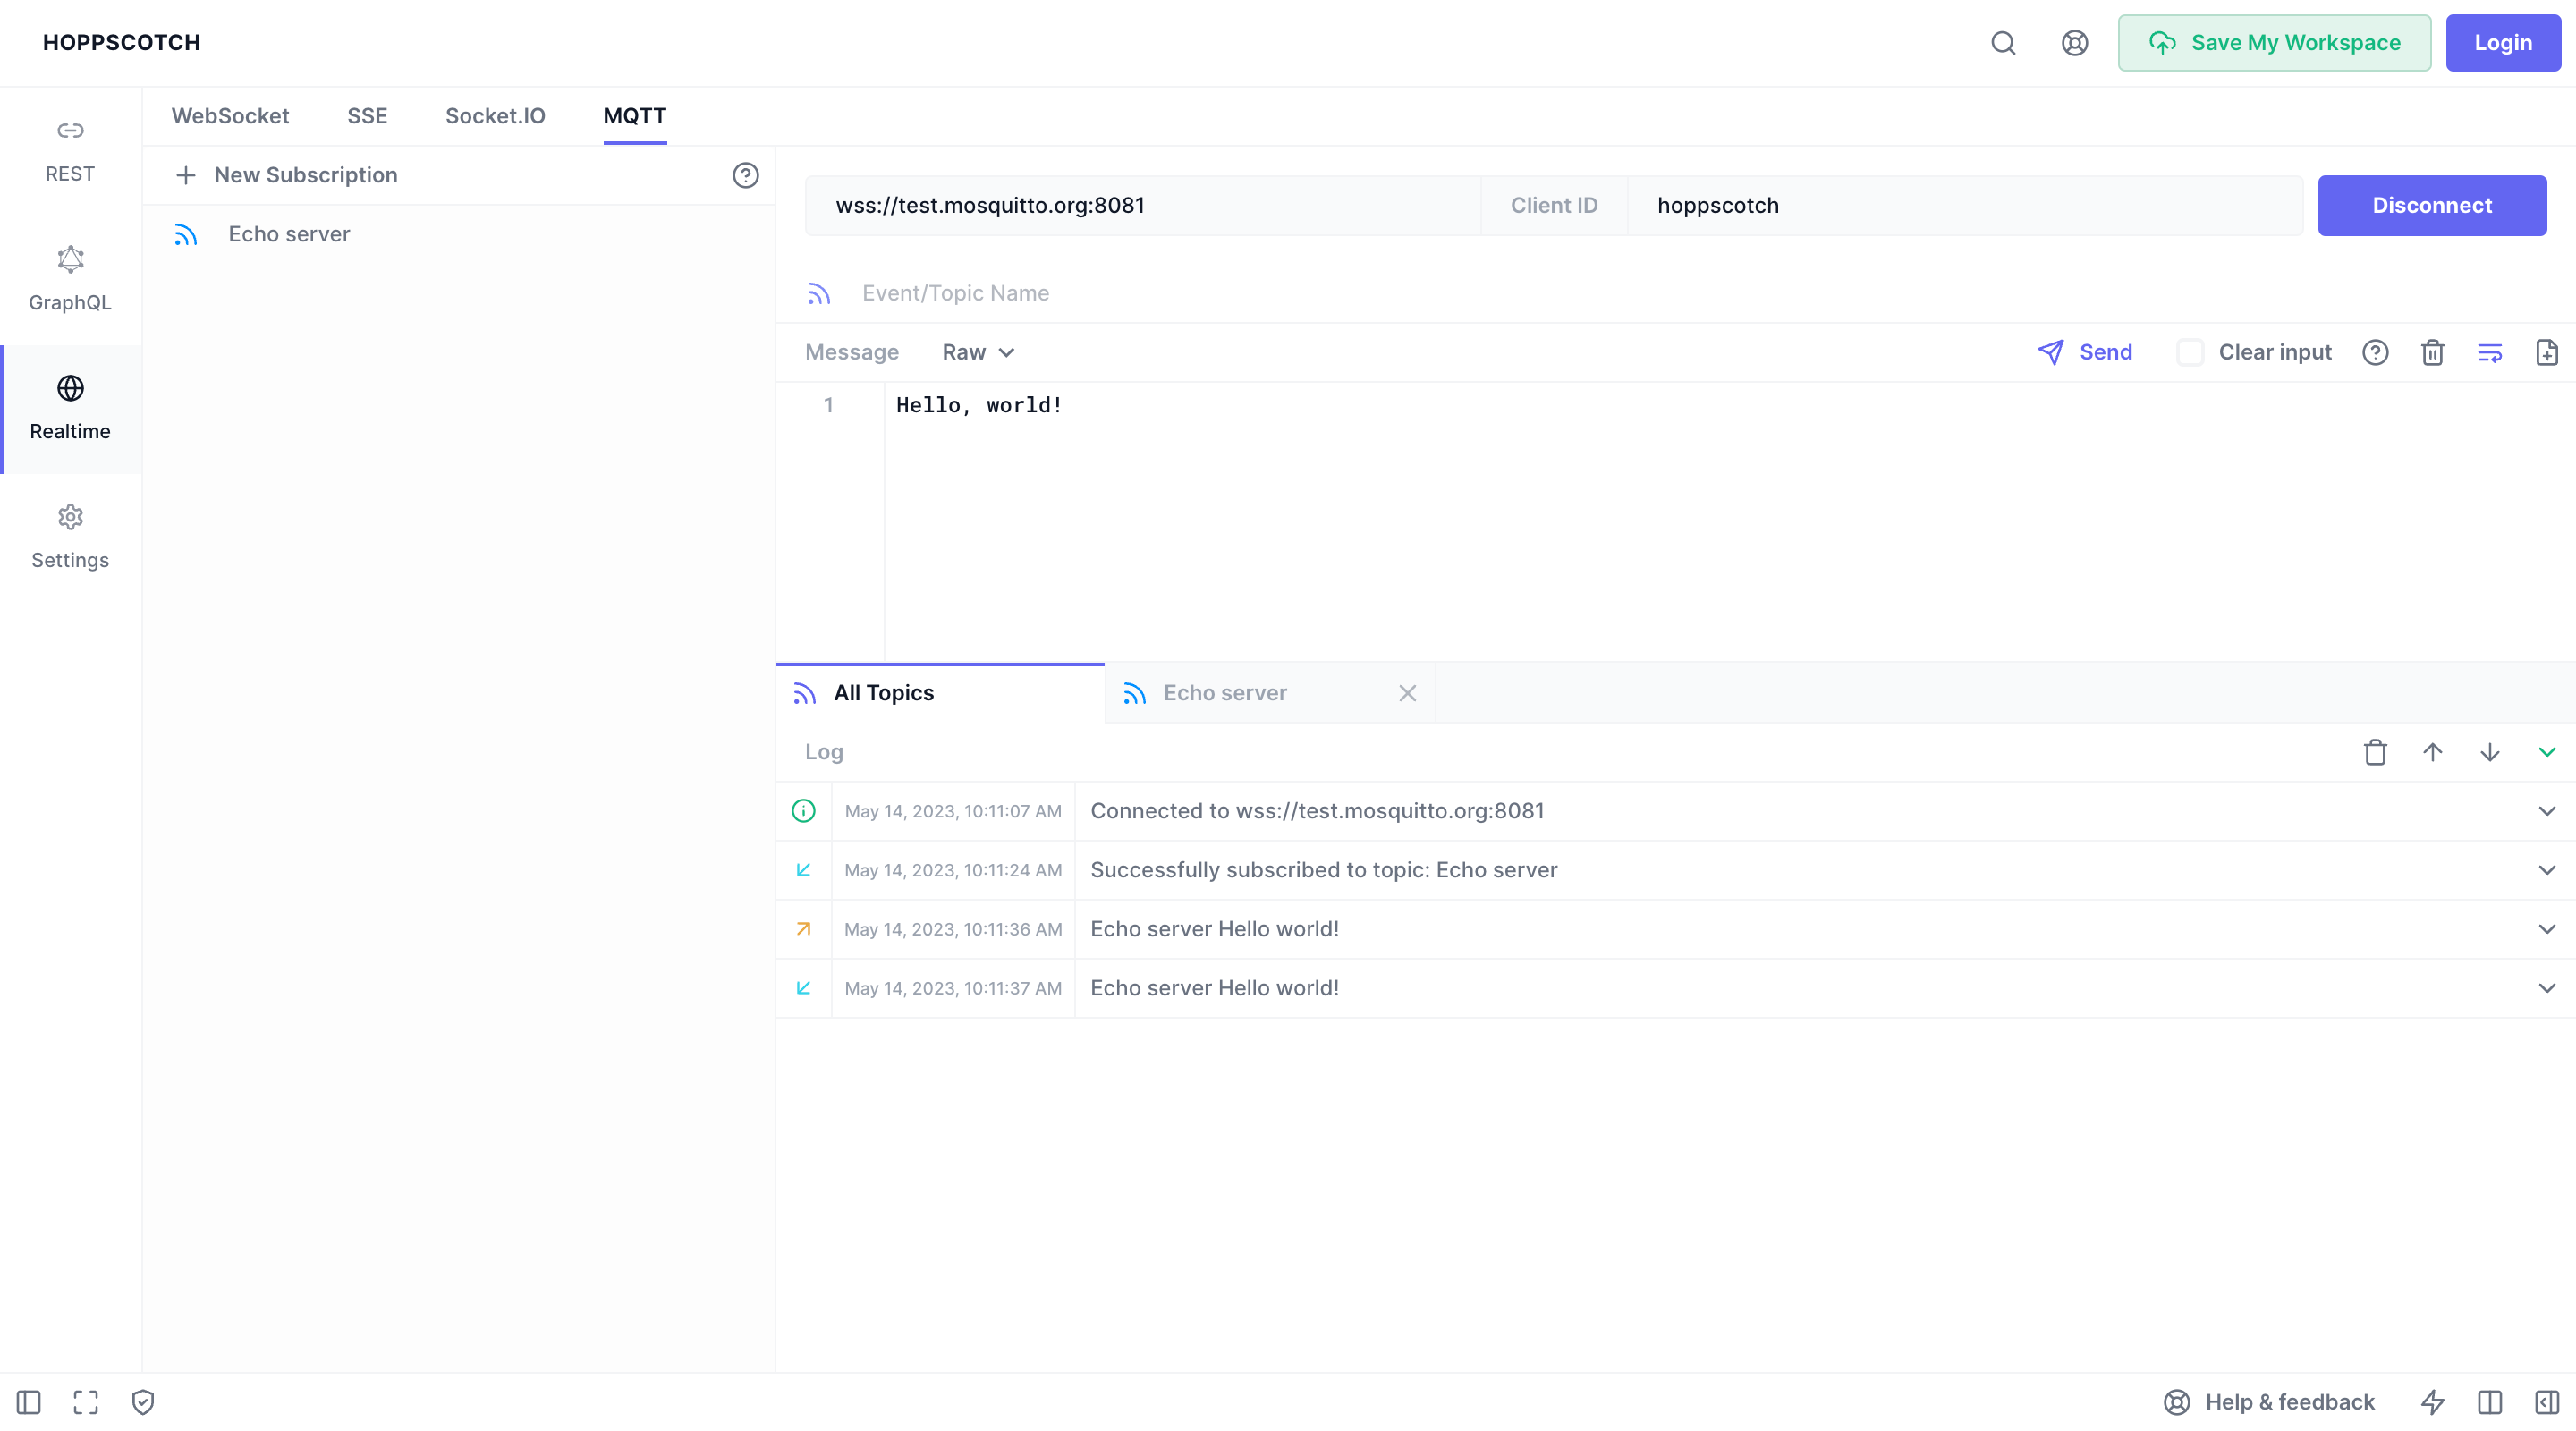 HOPPSCOTCH
Save My Workspace
Login
REST
GraphQL
Realtime
Settings
WebSocket SSE Socket.IO MQTT
New Subscription
Echo server
wss://test.mosquitto.org:8081 Client ID hoppscotch Disconnect
Event/Topic Name
Message Raw Send Clear input
1 Hello, world!
All Topics Echo server
Log
May 14, 2023, 10:11:07 AM Connected to wss://test.mosquitto.org:8081
May 14, 2023, 10:11:24 AM Successfully subscribed to topic: Echo server
May 14, 2023, 10:11:36 AM Echo server Hello world!
May 14, 2023, 10:11:37 AM Echo server Hello world!
Help & feedback